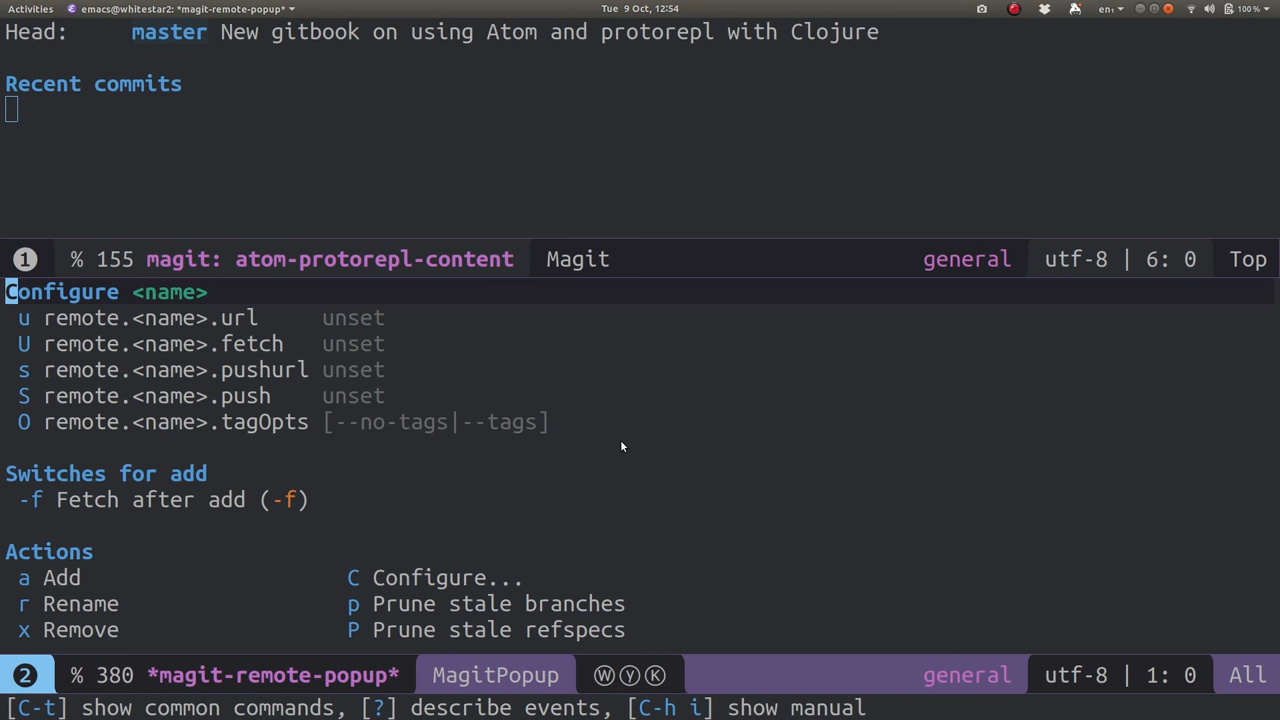 Activities emacs@whitestar2: *magit-remote-popup* Tue 9 Oct, 12:54 en₁ 100%
Head: master New gitbook on using Atom and protorepl with Clojure
Recent commits
1 % 155 magit: atom-protorepl-content Magit general utf-8 | 6: 0 Top
Configure <name>
u remote.<name>.url unset
U remote.<name>.fetch unset
s remote.<name>.pushurl unset
S remote.<name>.push unset
O remote.<name>.tagOpts [--no-tags|--tags]
Switches for add
-f Fetch after add (-f)
Actions
a Add C Configure...
r Rename p Prune stale branches
x Remove P Prune stale refspecs
2 % 380 *magit-remote-popup* MagitPopup ⓌⓨⓀ general utf-8 | 1: 0 All
[C-t] show common commands, [?] describe events, [C-h i] show manual